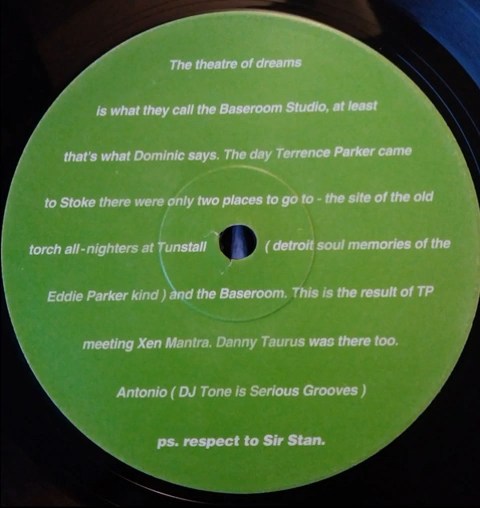 The theatre of dreams
is what they call the Baseroom Studio, at least
that's what Dominic says. The day Terrence Parker came
to Stoke there were only two places to go to - the site of the old
torch all-nighters at Tunstall ( detroit soul memories of the
Eddie Parker kind ) and the Baseroom. This is the result of TP
meeting Xen Mantra. Danny Taurus was there too.
Antonio ( DJ Tone is Serious Grooves )
ps. respect to Sir Stan.